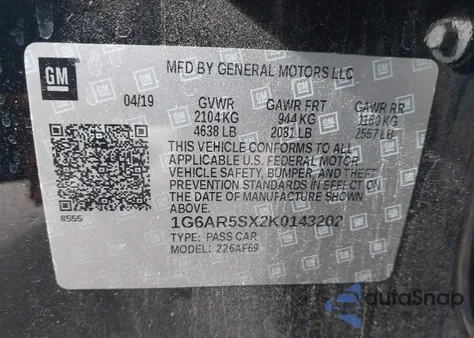 GM
MFD BY GENERAL MOTORS LLC
04/19 GVWR GAWR FRT GAWR RR
2104 KG 944 KG 1160 KG
4638 LB 2081 LB 2557 LB
THIS VEHICLE CONFORMS TO ALL
APPLICABLE U.S. FEDERAL MOTOR
VEHICLE SAFETY, BUMPER, AND THEFT
PREVENTION STANDARDS IN EFFECT ON
THE DATE OF MANUFACTURE SHOWN
ABOVE.
8555
1G6AR5SX2K0143202
TYPE: PASS CAR
MODEL: 226AF69
autoSnap